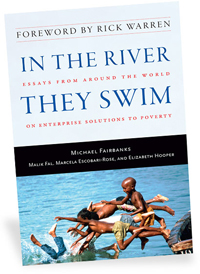 FOREWORD BY RICK WARREN
IN THE RIVER
ESSAYS FROM AROUND THE WORLD
THEY SWIM
ON ENTERPRISE SOLUTIONS TO POVERTY
MICHAEL FAIRBANKS
MALIK FAL, MARCELA ESCOBARI-ROSE, AND ELIZABETH HOOPER